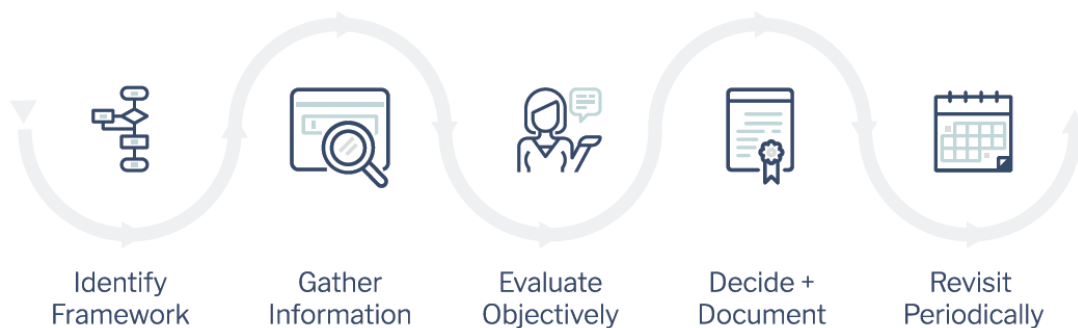 Identify
Framework
Gather
Information
Evaluate
Objectively
Decide +
Document
Revisit
Periodically